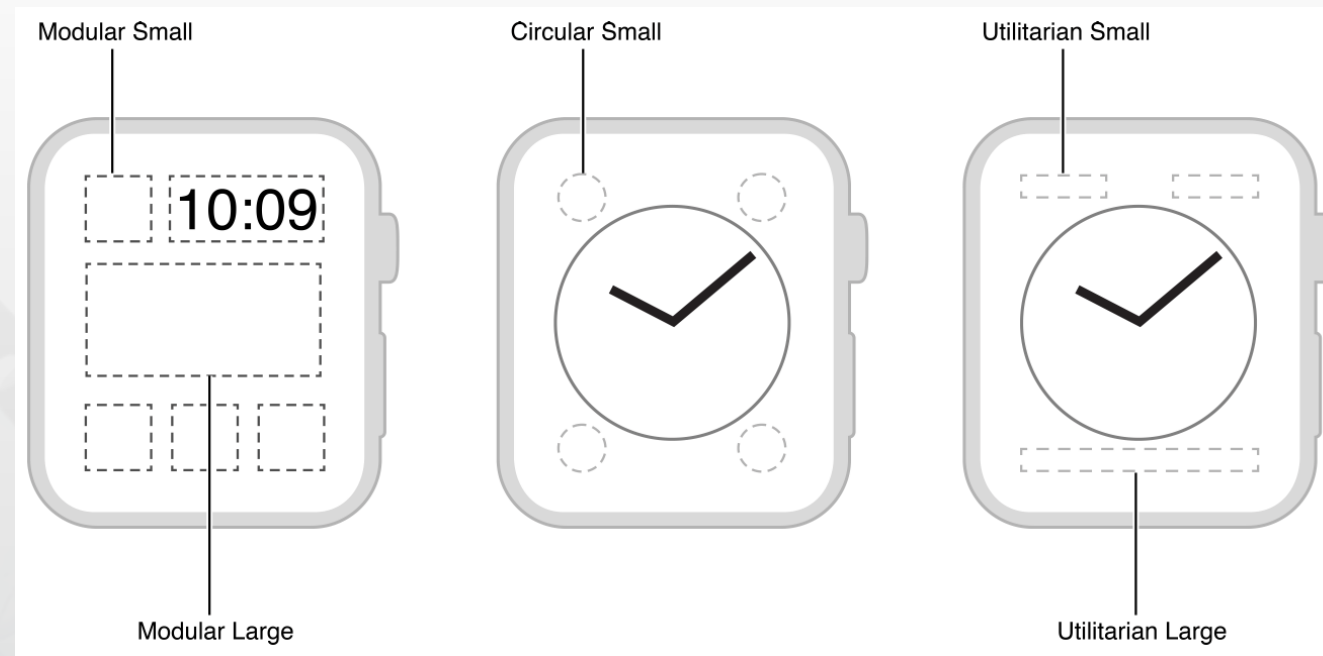 Modular Small
Circular Small
Utilitarian Small
10:09
Modular Large
Utilitarian Large